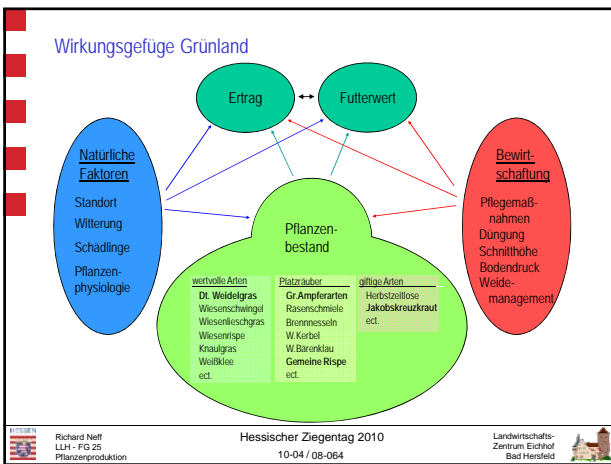 Wirkungsgefüge Grünland
Ertrag
Futterwert
Natürliche
Faktoren
Standort
Witterung
Schädlinge
Pflanzen-
physiologie
Bewirt-
schaftung
Pflegemaß-
nahmen
Düngung
Schnitthöhe
Bodendruck
Weide-
management
Pflanzen-
bestand
wertvolle Arten
Dt. Weidelgras
Wiesenschwingel
Wiesenlieschgras
Wiesenrispe
Knaulgras
Weißklee
ect.
Platzräuber
Gr.Ampferarten
Rasenschmiele
Brennnesseln
W.Kerbel
W.Bärenklau
Gemeine Rispe
ect.
giftige Arten
Herbstzeitlose
Jakobskreuzkraut
ect.
Richard Neff
LLH - FG 25
Pflanzenproduktion
Hessischer Ziegentag 2010
10-04 / 08-064
Landwirtschafts-
Zentrum Eichhof
Bad Hersfeld